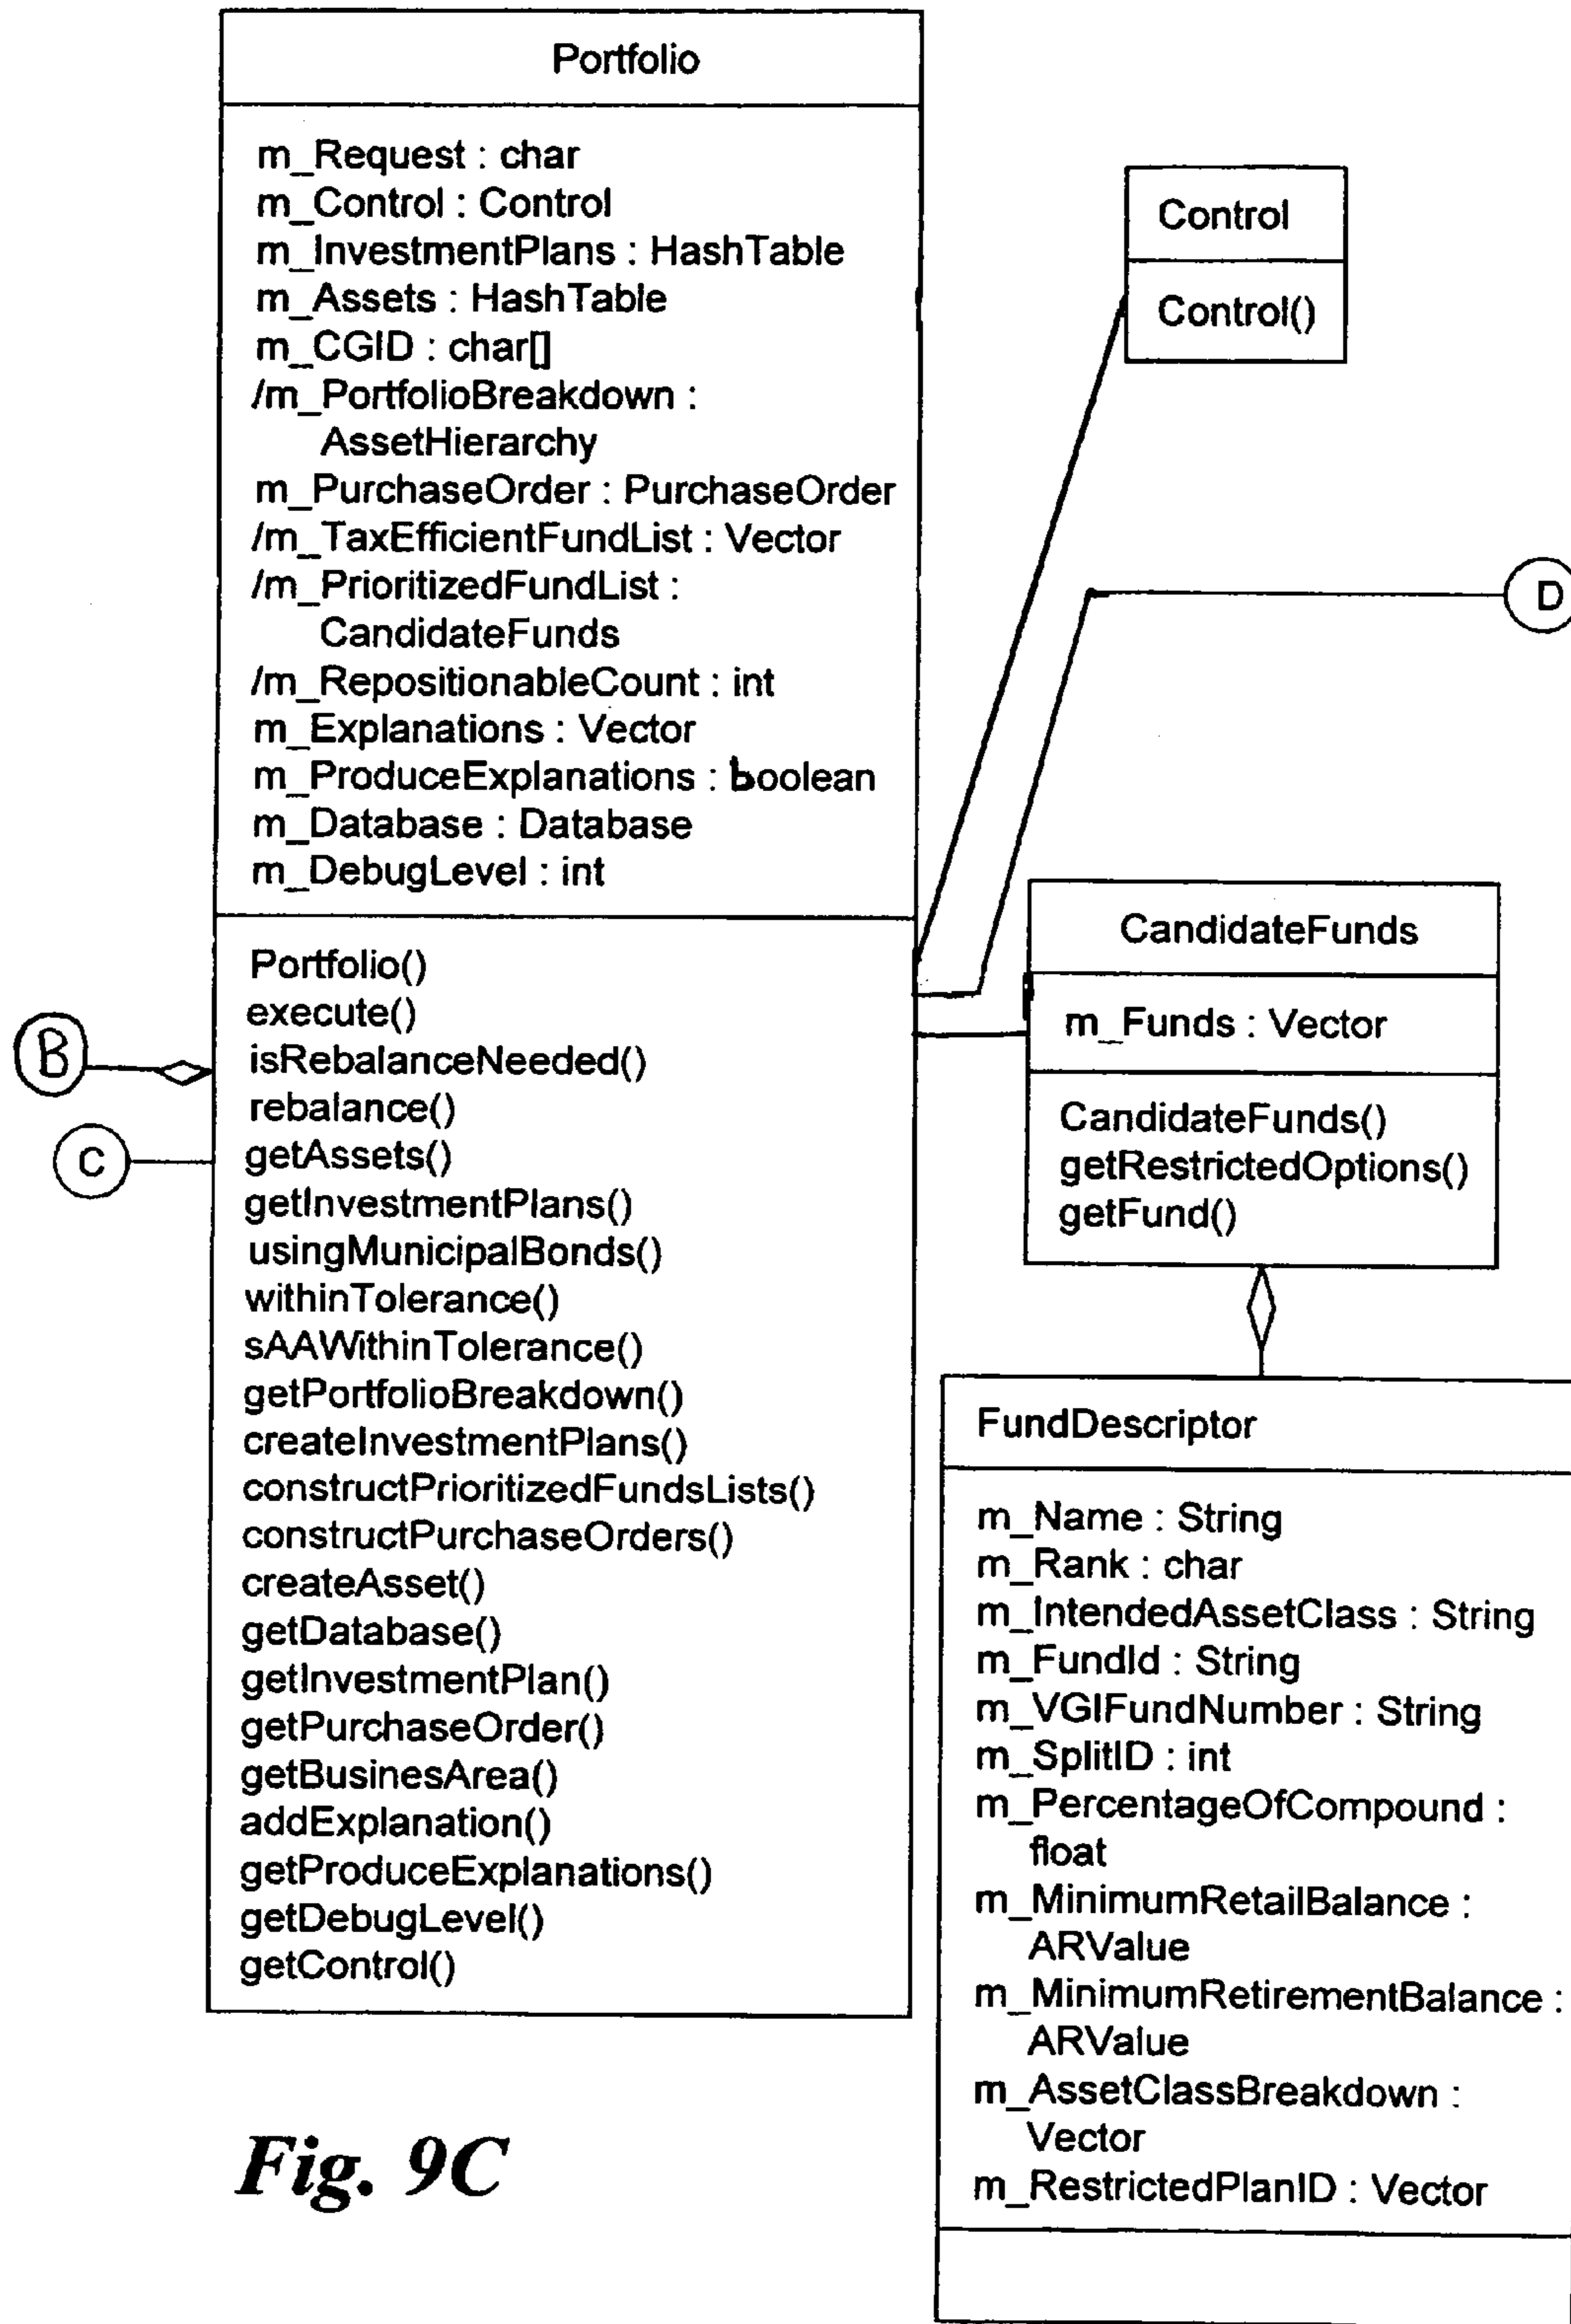 Portfolio
m_Request : char
m_Control : Control
m_InvestmentPlans : HashTable
m_Assets : HashTable
m_CGID : char[]
/m_PortfolioBreakdown :
AssetHierarchy
m_PurchaseOrder : PurchaseOrder
/m_TaxEfficientFundList : Vector
/m_PrioritizedFundList :
CandidateFunds
/m_RepositionableCount : int
m_Explanations : Vector
m_ProduceExplanations : boolean
m_Database : Database
m_DebugLevel : int
Portfolio()
execute()
isRebalanceNeeded()
rebalance()
getAssets()
getInvestmentPlans()
usingMunicipalBonds()
withinTolerance()
sAAWithinTolerance()
getPortfolioBreakdown()
createInvestmentPlans()
constructPrioritizedFundsLists()
constructPurchaseOrders()
createAsset()
getDatabase()
getInvestmentPlan()
getPurchaseOrder()
getBusinesArea()
addExplanation()
getProduceExplanations()
getDebugLevel()
getControl()
B
C
Control
Control()
D
CandidateFunds
m_Funds : Vector
CandidateFunds()
getRestrictedOptions()
getFund()
FundDescriptor
m_Name : String
m_Rank : char
m_IntendedAssetClass : String
m_FundId : String
m_VGIFundNumber : String
m_SplitID : int
m_PercentageOfCompound :
float
m_MinimumRetailBalance :
ARValue
m_MinimumRetirementBalance :
ARValue
m_AssetClassBreakdown :
Vector
m_RestrictedPlanID : Vector
Fig. 9C